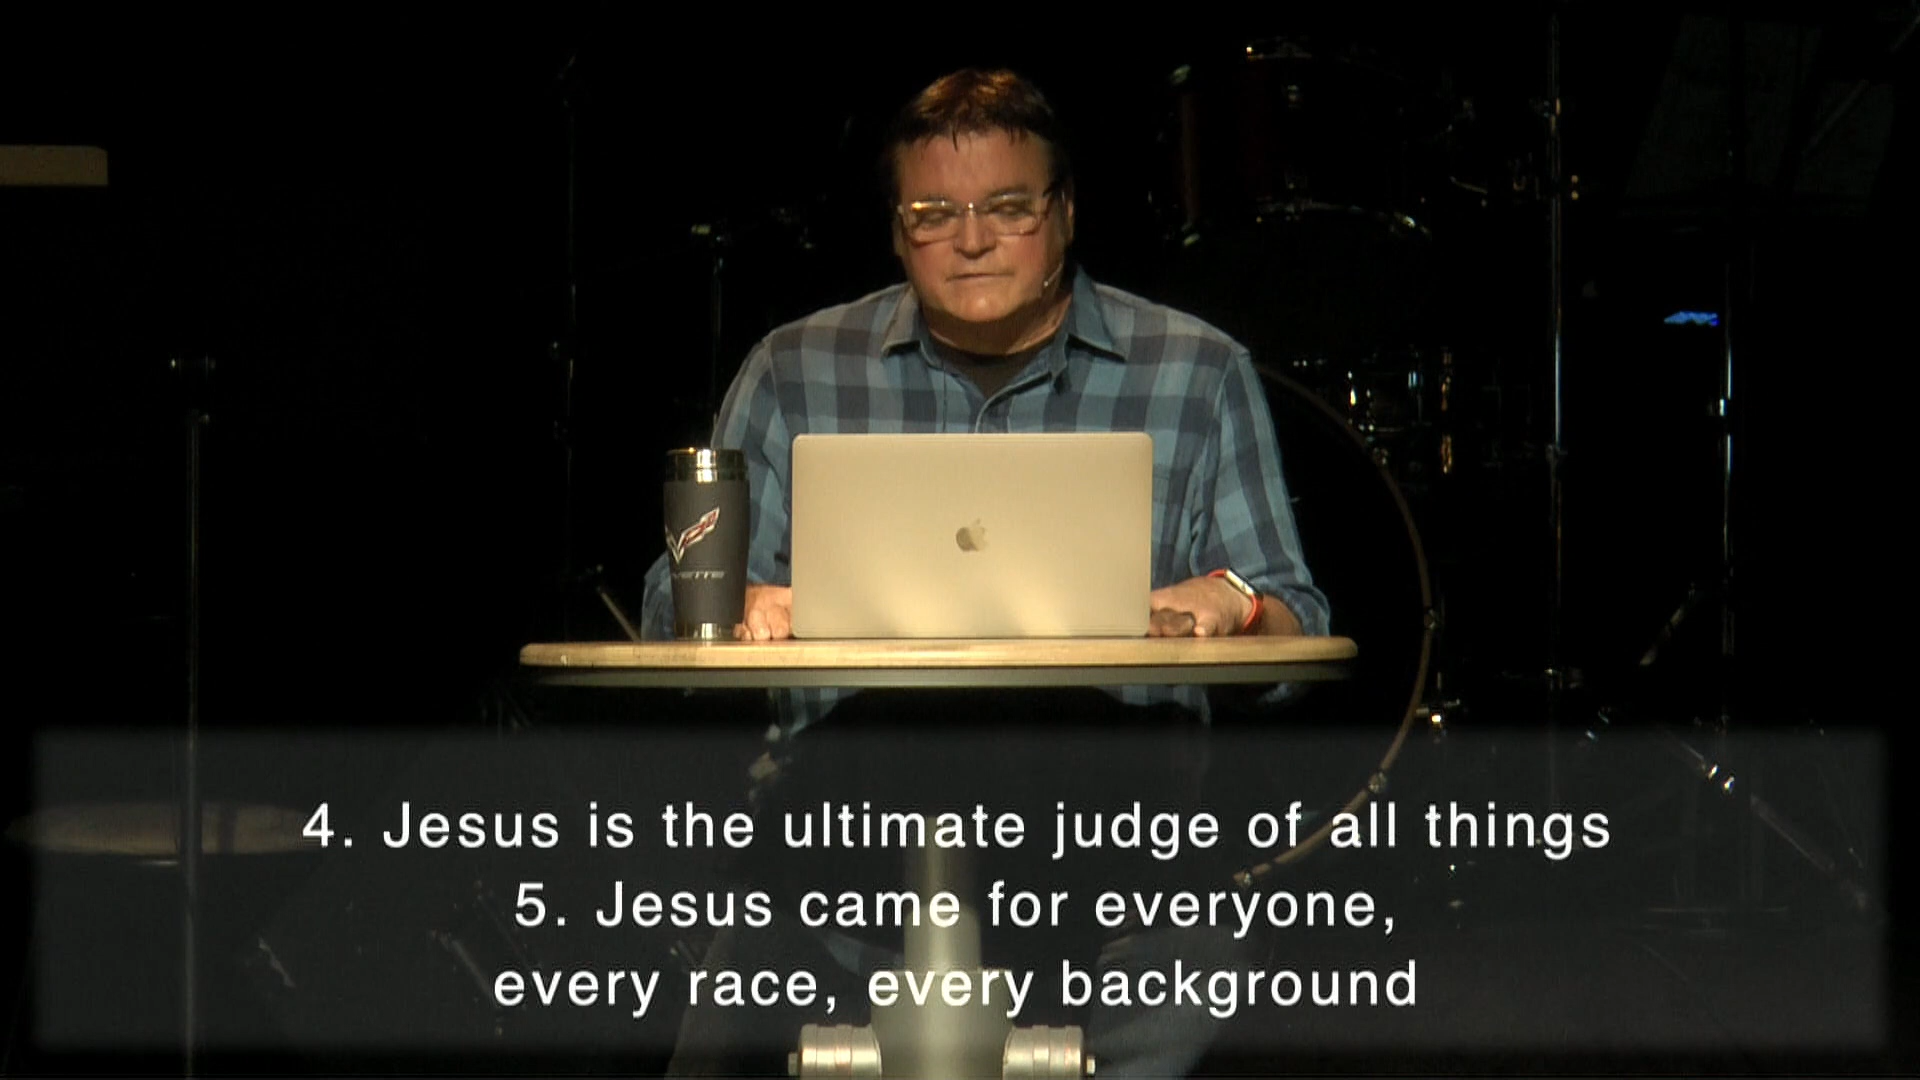 4. Jesus is the ultimate judge of all things
5. Jesus came for everyone,
every race, every background